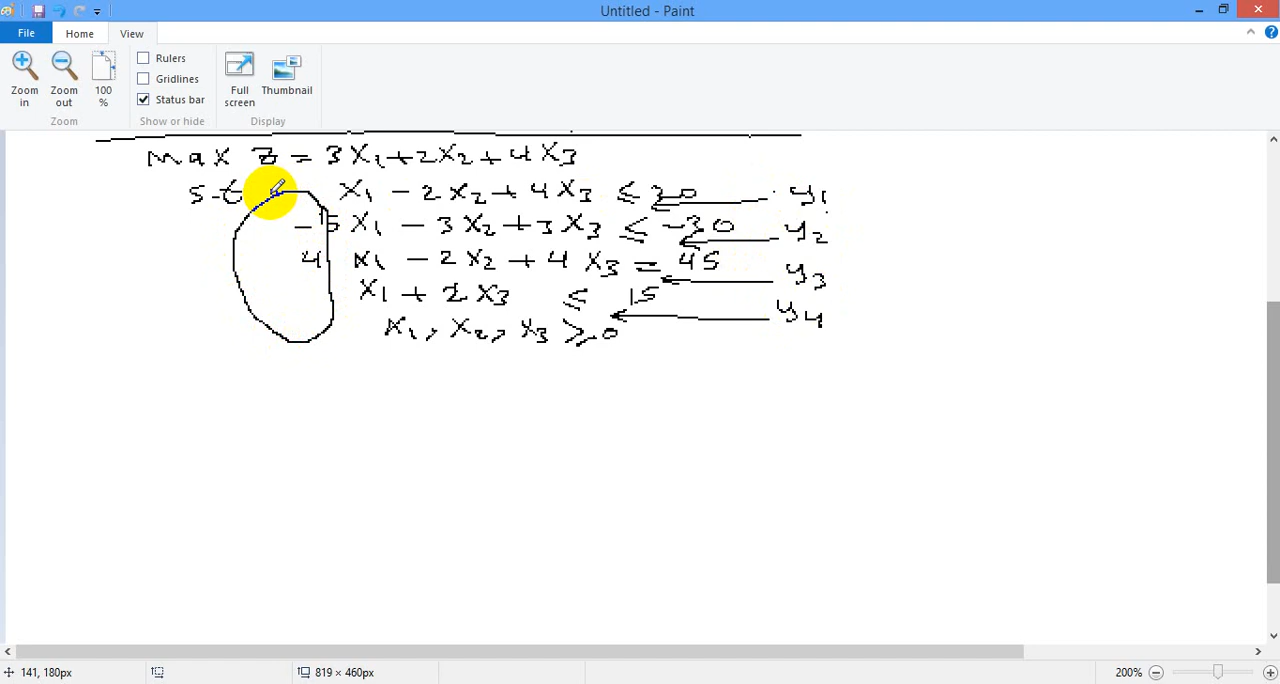 Untitled - Paint
File Home View
Zoom in Zoom out 100 % Rulers Gridlines Status bar Full screen Thumbnail
Zoom Show or hide Display
Max Z = 3X₁+2X₂+4X₃
S.t X₁ - 2X₂ + 4X₃ ≤ 30 y₁
-5X₁ - 3X₂ + 3X₃ ≤ -30 y₂
4 X₁ - 2X₂ + 4X₃ = 45 y₃
X₁ + 2X₃ ≤ 15 y₄
X₁, X₂, X₃ ≥ 0
141, 180px 819 × 460px 200%